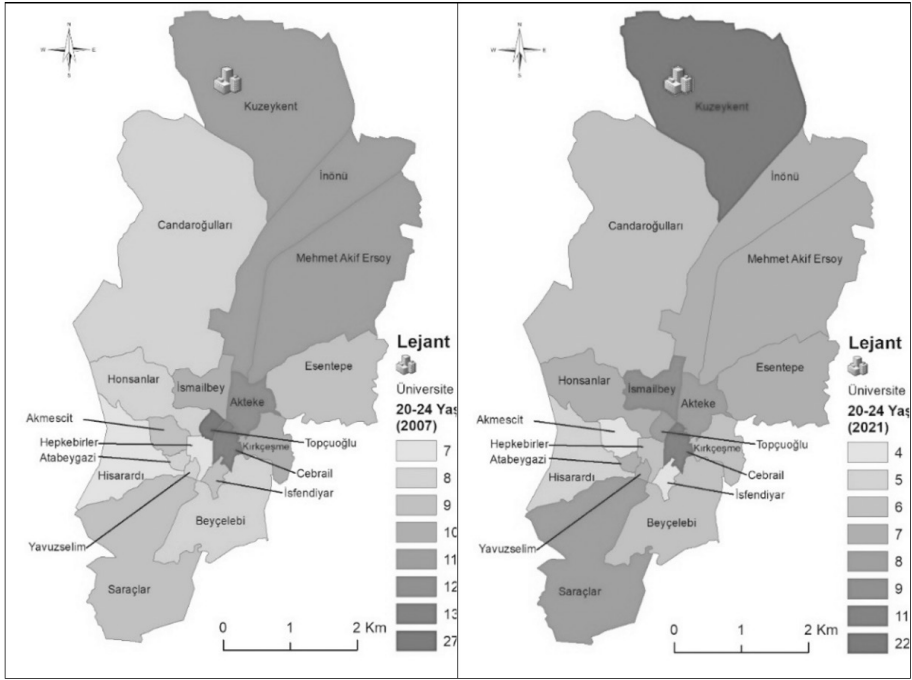 N
W E
S
Kuzeykent
İnönü
Candaroğulları
Mehmet Akif Ersoy
Lejant
Esentepe
Üniversite
Honsanlar
İsmailbey
20-24 Yaş
(2007)
Akteke
Akmescit
Topçuoğlu
Hepkebirler
Kırkçeşme
7
Atabeygazi
Cebrail
8
Hisarardı
İsfendiyar
9
Beyçelebi
10
Yavuzselim
11
12
Saraçlar
13
27
0 1 2 Km
N
W E
S
Kuzeykent
İnönü
Candaroğulları
Mehmet Akif Ersoy
Lejant
Esentepe
Üniversite
Honsanlar
İsmailbey
20-24 Yaş
(2021)
Akteke
Akmescit
Topçuoğlu
Hepkebirler
Kırkçeşme
4
Atabeygazi
Cebrail
5
Hisarardı
İsfendiyar
6
Beyçelebi
7
Yavuzselim
8
9
Saraçlar
11
22
0 1 2 Km